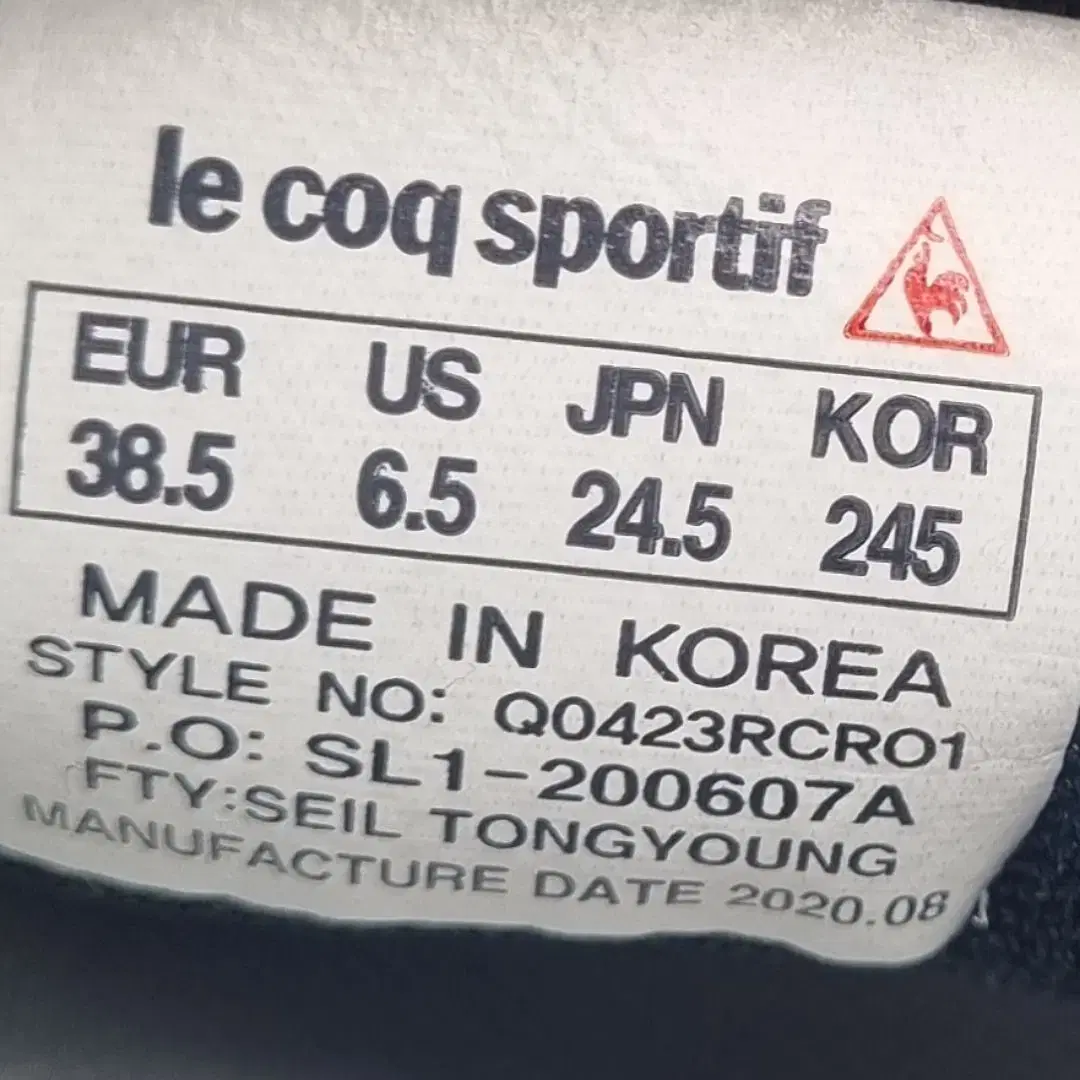 le coq sportif
EUR US JPN KOR
38.5 6.5 24.5 245
MADE IN KOREA
STYLE NO: Q0423RCR01
P.O: SL1-200607A
FTY:SEIL TONGYOUNG
MANUFACTURE DATE 2020.08